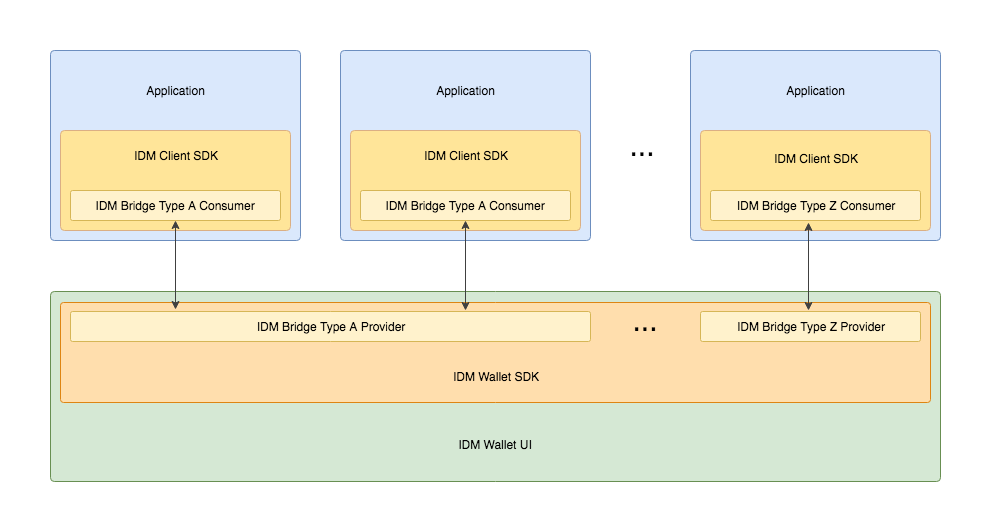 Application
Application
Application
IDM Client SDK
IDM Client SDK
...
IDM Client SDK
IDM Bridge Type A Consumer
IDM Bridge Type A Consumer
IDM Bridge Type Z Consumer
IDM Bridge Type A Provider
...
IDM Bridge Type Z Provider
IDM Wallet SDK
IDM Wallet UI